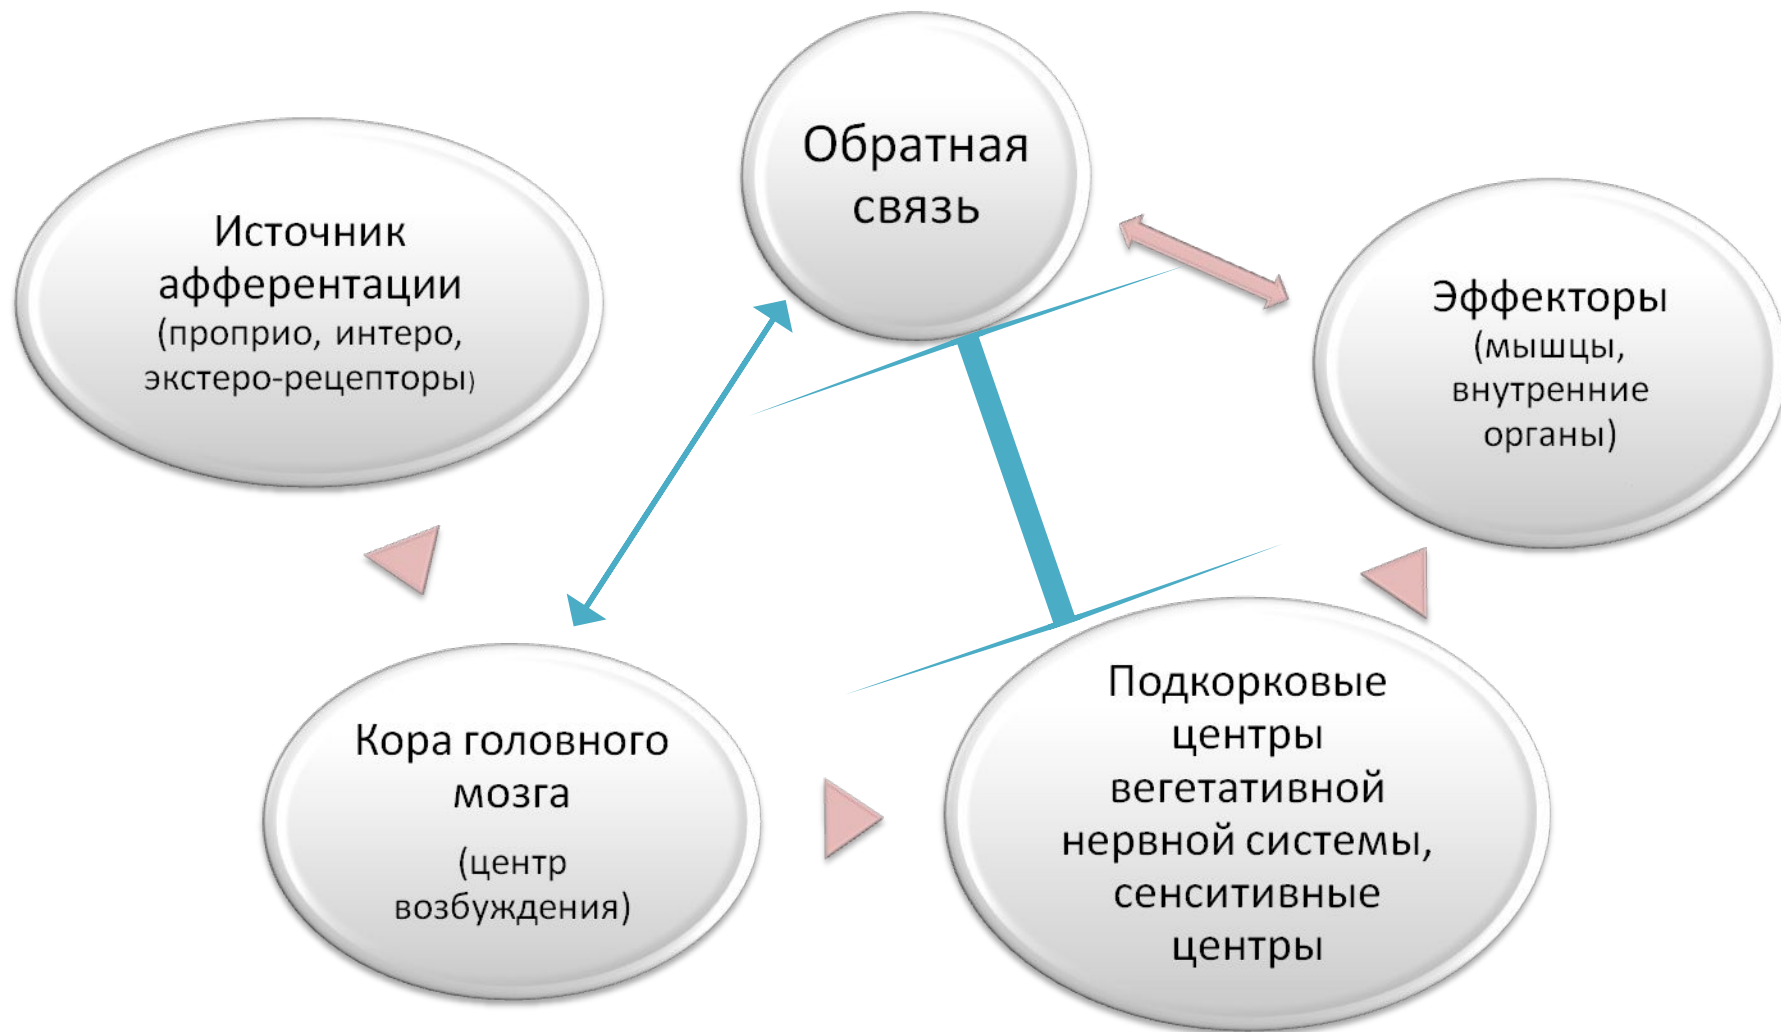 Обратная
связь
Источник
афферентации
(проприо, интеро,
экстеро-рецепторы)
Эффекторы
(мышцы,
внутренние
органы)
Кора головного
мозга
(центр
возбуждения)
Подкорковые
центры
вегетативной
нервной системы,
сенситивные
центры